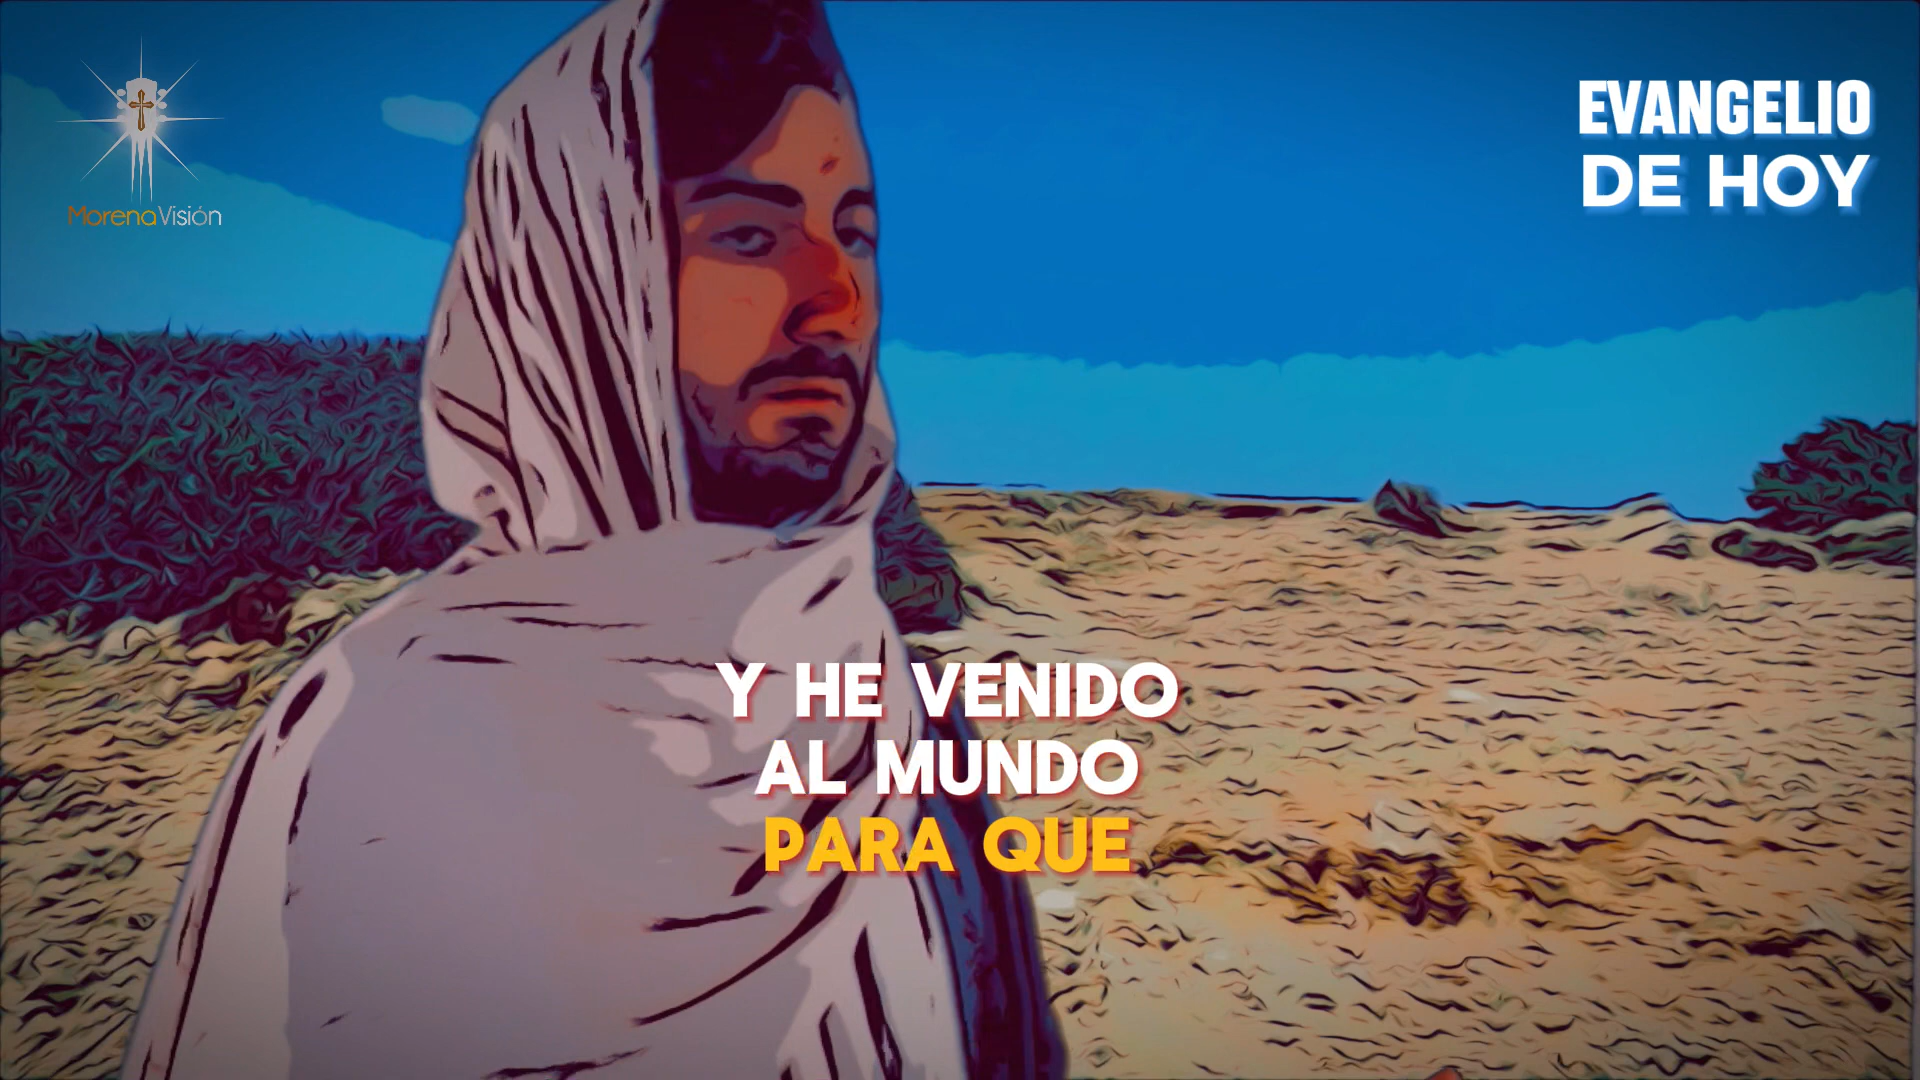 MorenaVisión
EVANGELIO
DE HOY
Y HE VENIDO
AL MUNDO
PARA QUE